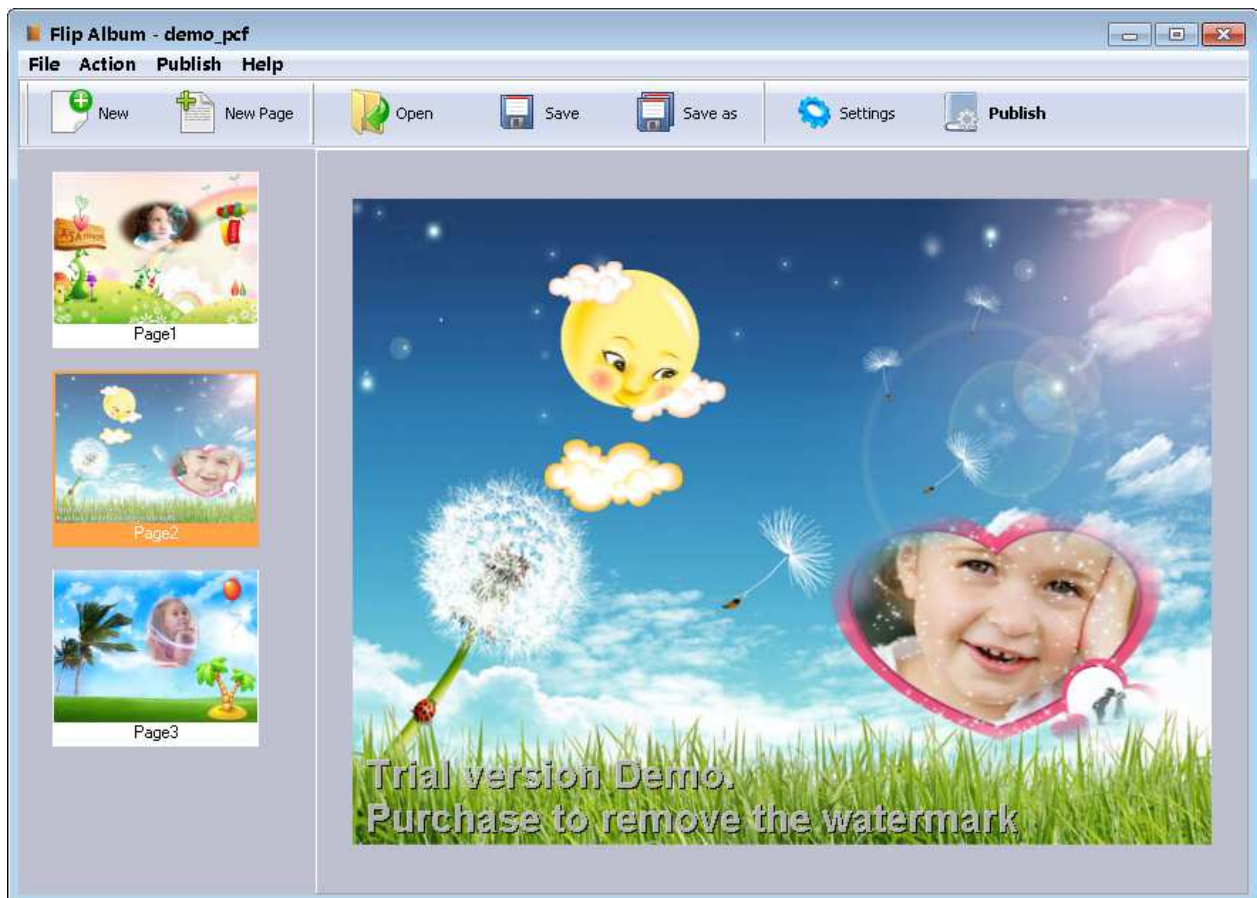 Flip Album - demo_pcf
File Action Publish Help
New New Page Open Save Save as Settings Publish
Page1
Page2
Page3
Trial version Demo.
Purchase to remove the watermark